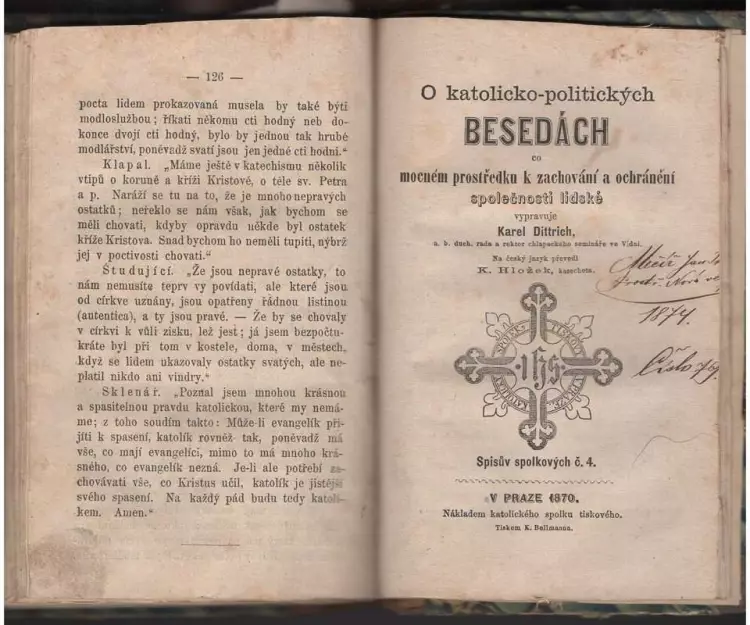 — 126 —
pocta lidem prokazovaná musela by také býti
modloslužbou; říkati někomu cti hodný neb do-
konce dvojí cti hodný, bylo by jednou tak hrubé
modlářství, poněvadž svatí jsou jen jedné cti hodni.“
Klapal. „Máme ještě v katechismu několik
vtipů o koruně a kříži Kristově, o těle sv. Petra
a p. Naráží se tu na to, že je mnoho nepravých
ostatků; neřeklo se nám však, jak bychom se
měli chovati, kdyby opravdu někde byl ostatek
kříže Kristova. Snad bychom ho neměli tupiti, nýbrž
jej v poctivosti chovati.“
Studující. „Že jsou nepravé ostatky, to
nám nemusíte teprv vy povídati, ale které jsou
od církve uznány, jsou opatřeny řádnou listinou
(autentica), a ty jsou pravé. — Že by se chovaly
v církvi k vůli zisku, lež jest; já jsem bezpočtu-
kráte byl při tom v kostele, doma, v městech,
když se lidem ukazovaly ostatky svatých, ale ne-
platil nikdo ani vindry.“
Sklenář. „Poznal jsem mnohou krásnou
a spasitelnou pravdu katolickou, které my nemá-
me; z toho soudím takto: Může-li evangelík při-
jíti k spasení, katolík rovněž tak, poněvadž má
vše, co mají evangelíci, mimo to má mnoho krá-
sného, co evangelík nezná. Je-li ale potřebí za-
chovávati vše, co Kristus učil, katolík je jistější
svého spasení. Na každý pád budu tedy katolí-
kem. Amen.“
O katolicko-politických
BESEDÁCH
co
mocném prostředku k zachování a ochránění
společnosti lidské
vypravuje
Karel Dittrich,
a. b. duch. rada a rektor chlapeckého semináře ve Vídni.
Na český jazyk převedl
K. Hložek, katecheta.
Mečíř Jan
1874.
Číslo
SPOLEK TISKOVÝ
KATOLICKÝ V PRAZE
IHS
Spisův spolkových č. 4.
V PRAZE 1870.
Nákladem katolického spolku tiskového.
Tiskem K. Bellmanna.